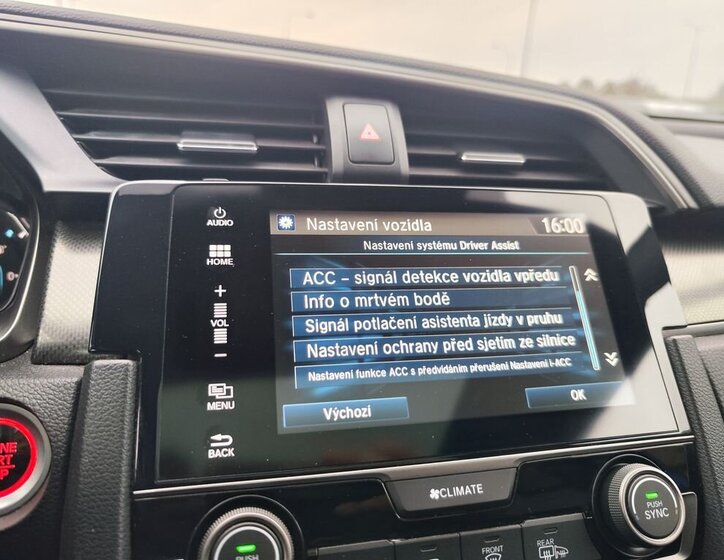 AUDIO
HOME
+
VOL
−
MENU
BACK
Nastavení vozidla 16:00
Nastavení systému Driver Assist
ACC – signál detekce vozidla vpředu
Info o mrtvém bodě
Signál potlačení asistenta jízdy v pruhu
Nastavení ochrany před sjetím ze silnice
Nastavení funkce ACC s předvídáním přerušení Nastavení i-ACC
Výchozí OK
CLIMATE
PUSH
SYNC
PUSH
FRONT
REAR